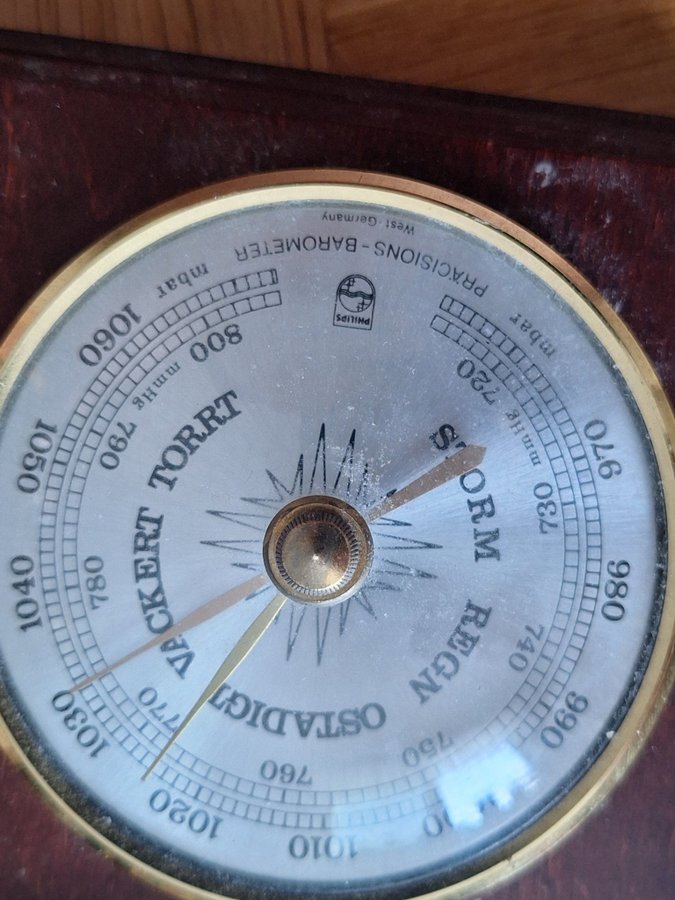 PHILIPS
PRÄCISIONS - BAROMETER
West Germany
mbar
970
980
990
1010
1020
1030
1040
1050
1060
mbar
720
mmHg
730
740
750
760
770
780
790
mmHg
800
STORM
REGN
OSTADIGT
VACKERT
TORRT